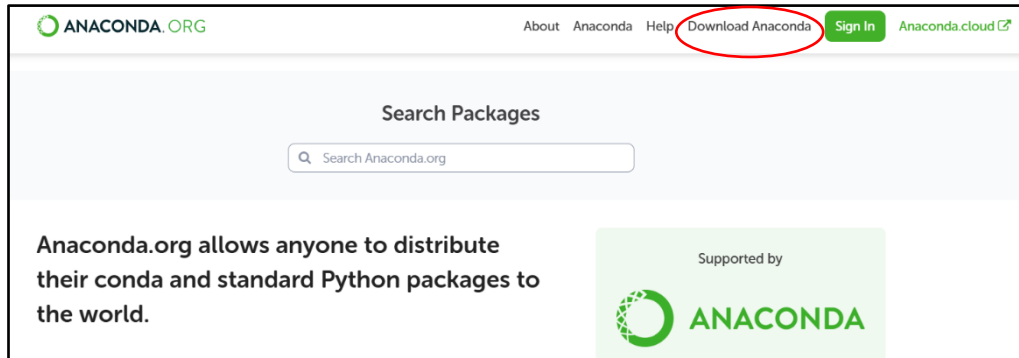 ANACONDA.ORG
About Anaconda Help Download Anaconda Sign In Anaconda.cloud
Search Packages
Search Anaconda.org
Anaconda.org allows anyone to distribute
their conda and standard Python packages to
the world.
Supported by
ANACONDA